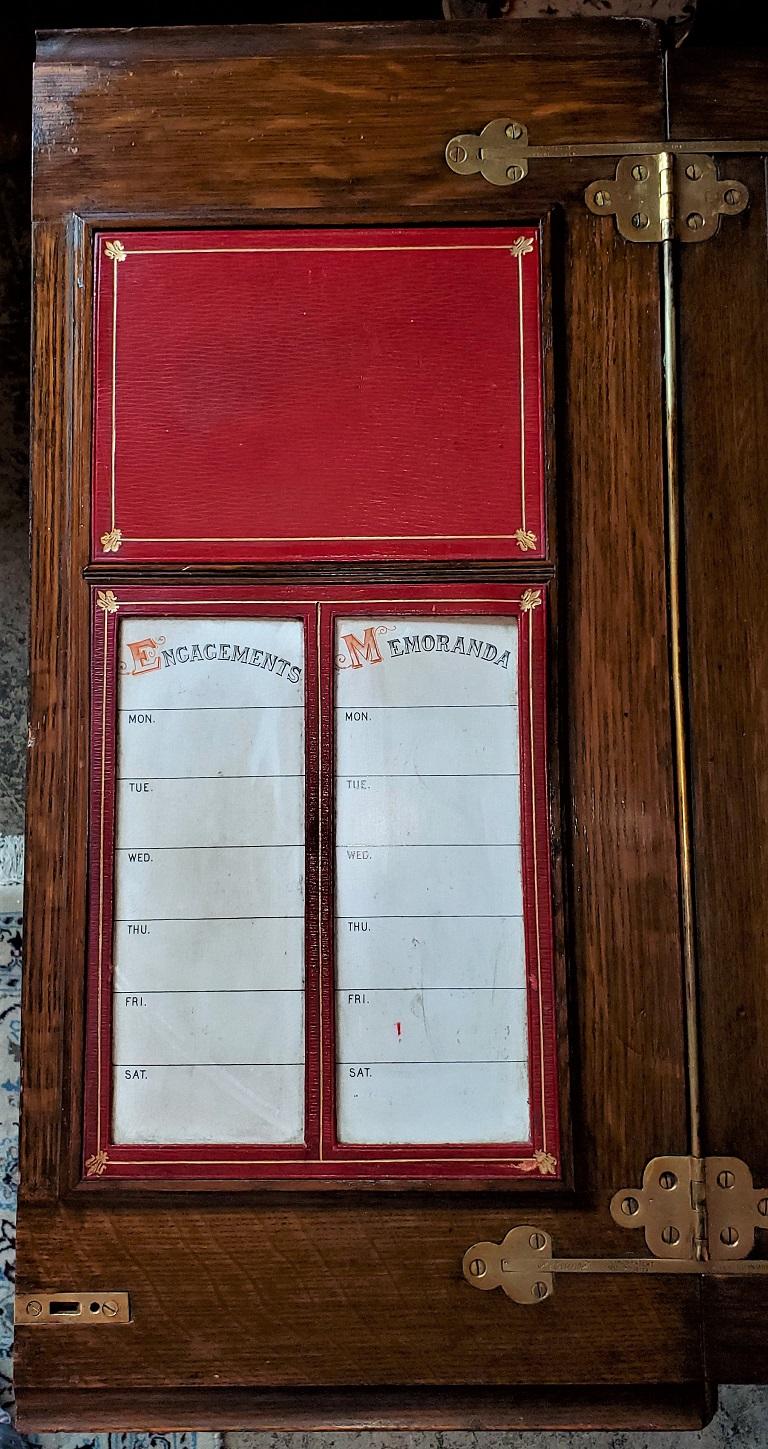 ENGAGEMENTS
MON.
TUE.
WED.
THU.
FRI.
SAT.
MEMORANDA
MON.
TUE.
WED.
THU.
FRI.
SAT.